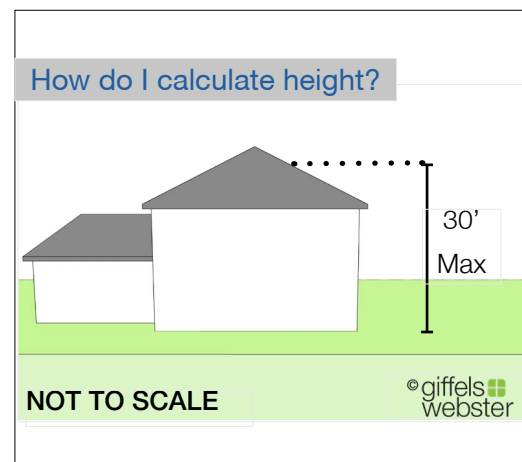 How do I calculate height?
30’
Max
NOT TO SCALE
© giffels
webster